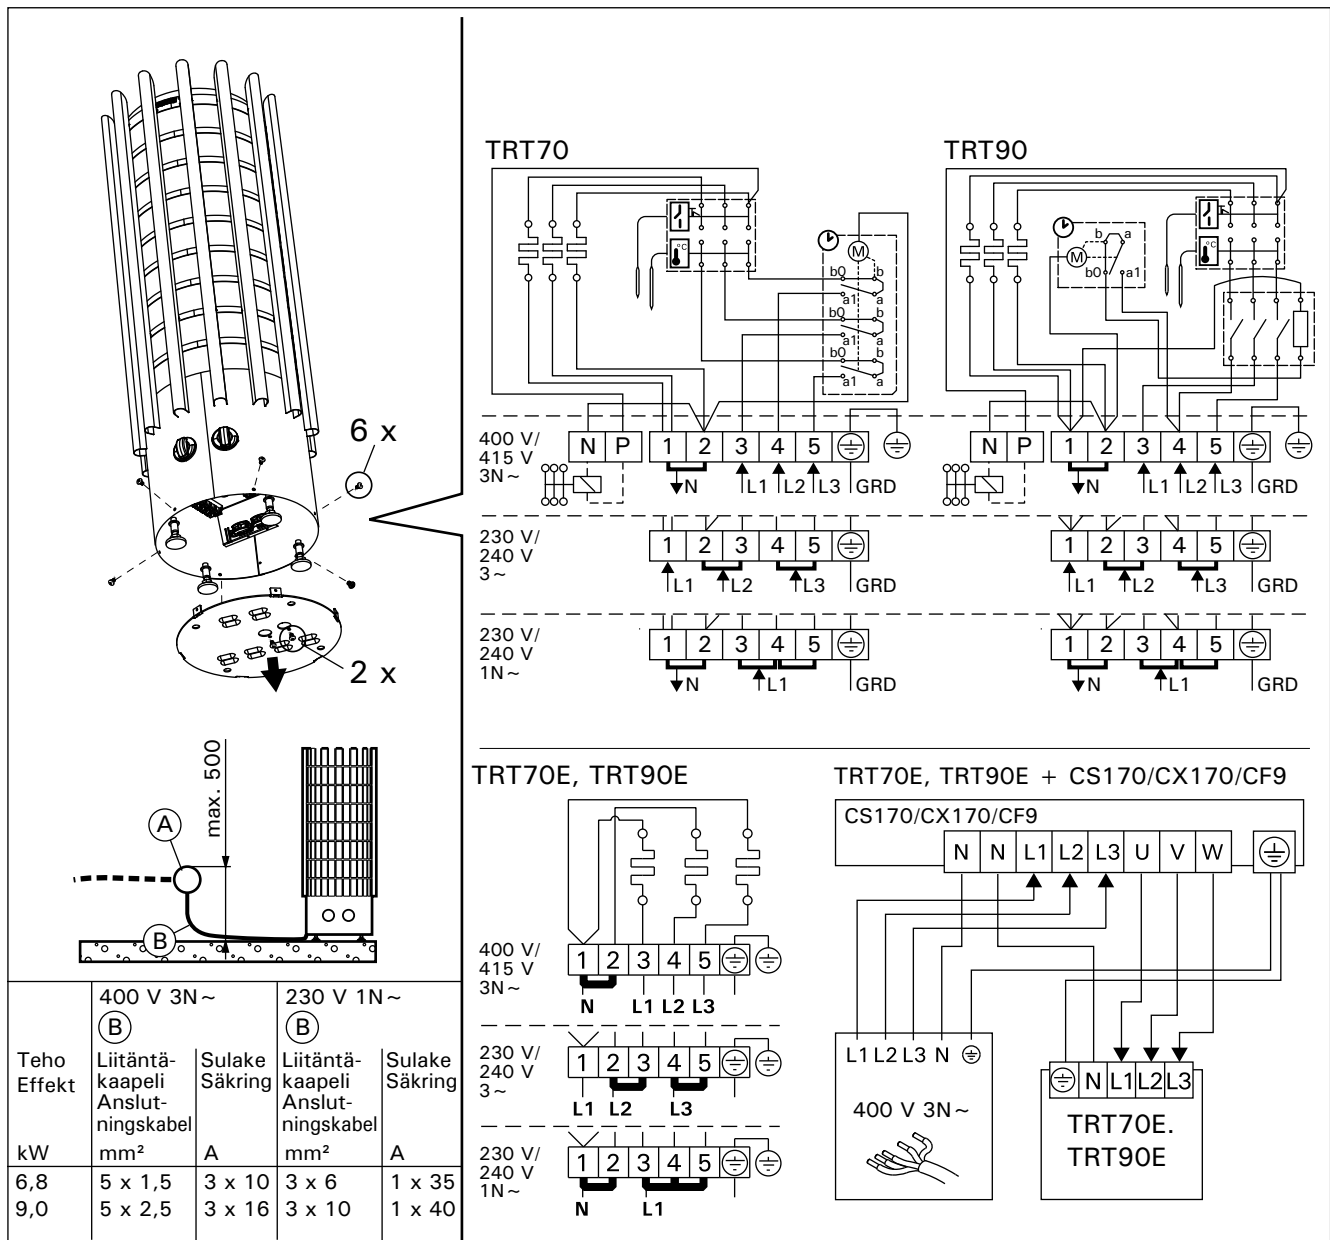 6 x
2 x
max. 500
A
B
400 V 3N~ 230 V 1N~
B B
Teho
Effekt
kW
Liitäntä-
kaapeli
Anslut-
ningskabel
mm²
Sulake
Säkring
A
Liitäntä-
kaapeli
Anslut-
ningskabel
mm²
Sulake
Säkring
A
6,8 5 x 1,5 3 x 10 3 x 6 1 x 35
9,0 5 x 2,5 3 x 16 3 x 10 1 x 40
TRT70
°C
M
b0 b
a1 a
b0 b
a1 a
b0 b
a1 a
400 V/
415 V
3N~
N P 1 2 3 4 5
N L1 L2 L3 GRD
230 V/
240 V
3~
1 2 3 4 5
L1 L2 L3 GRD
230 V/
240 V
1N~
1 2 3 4 5
N L1 GRD
TRT90
°C
M
b a
b0 a1
N P 1 2 3 4 5
N L1 L2 L3 GRD
1 2 3 4 5
L1 L2 L3 GRD
1 2 3 4 5
N L1 GRD
TRT70E, TRT90E
400 V/
415 V
3N~
1 2 3 4 5
N L1 L2 L3
230 V/
240 V
3~
1 2 3 4 5
L1 L2 L3
230 V/
240 V
1N~
1 2 3 4 5
N L1
TRT70E, TRT90E + CS170/CX170/CF9
CS170/CX170/CF9
N N L1 L2 L3 U V W
L1 L2 L3 N
400 V 3N~
N L1 L2 L3
TRT70E.
TRT90E